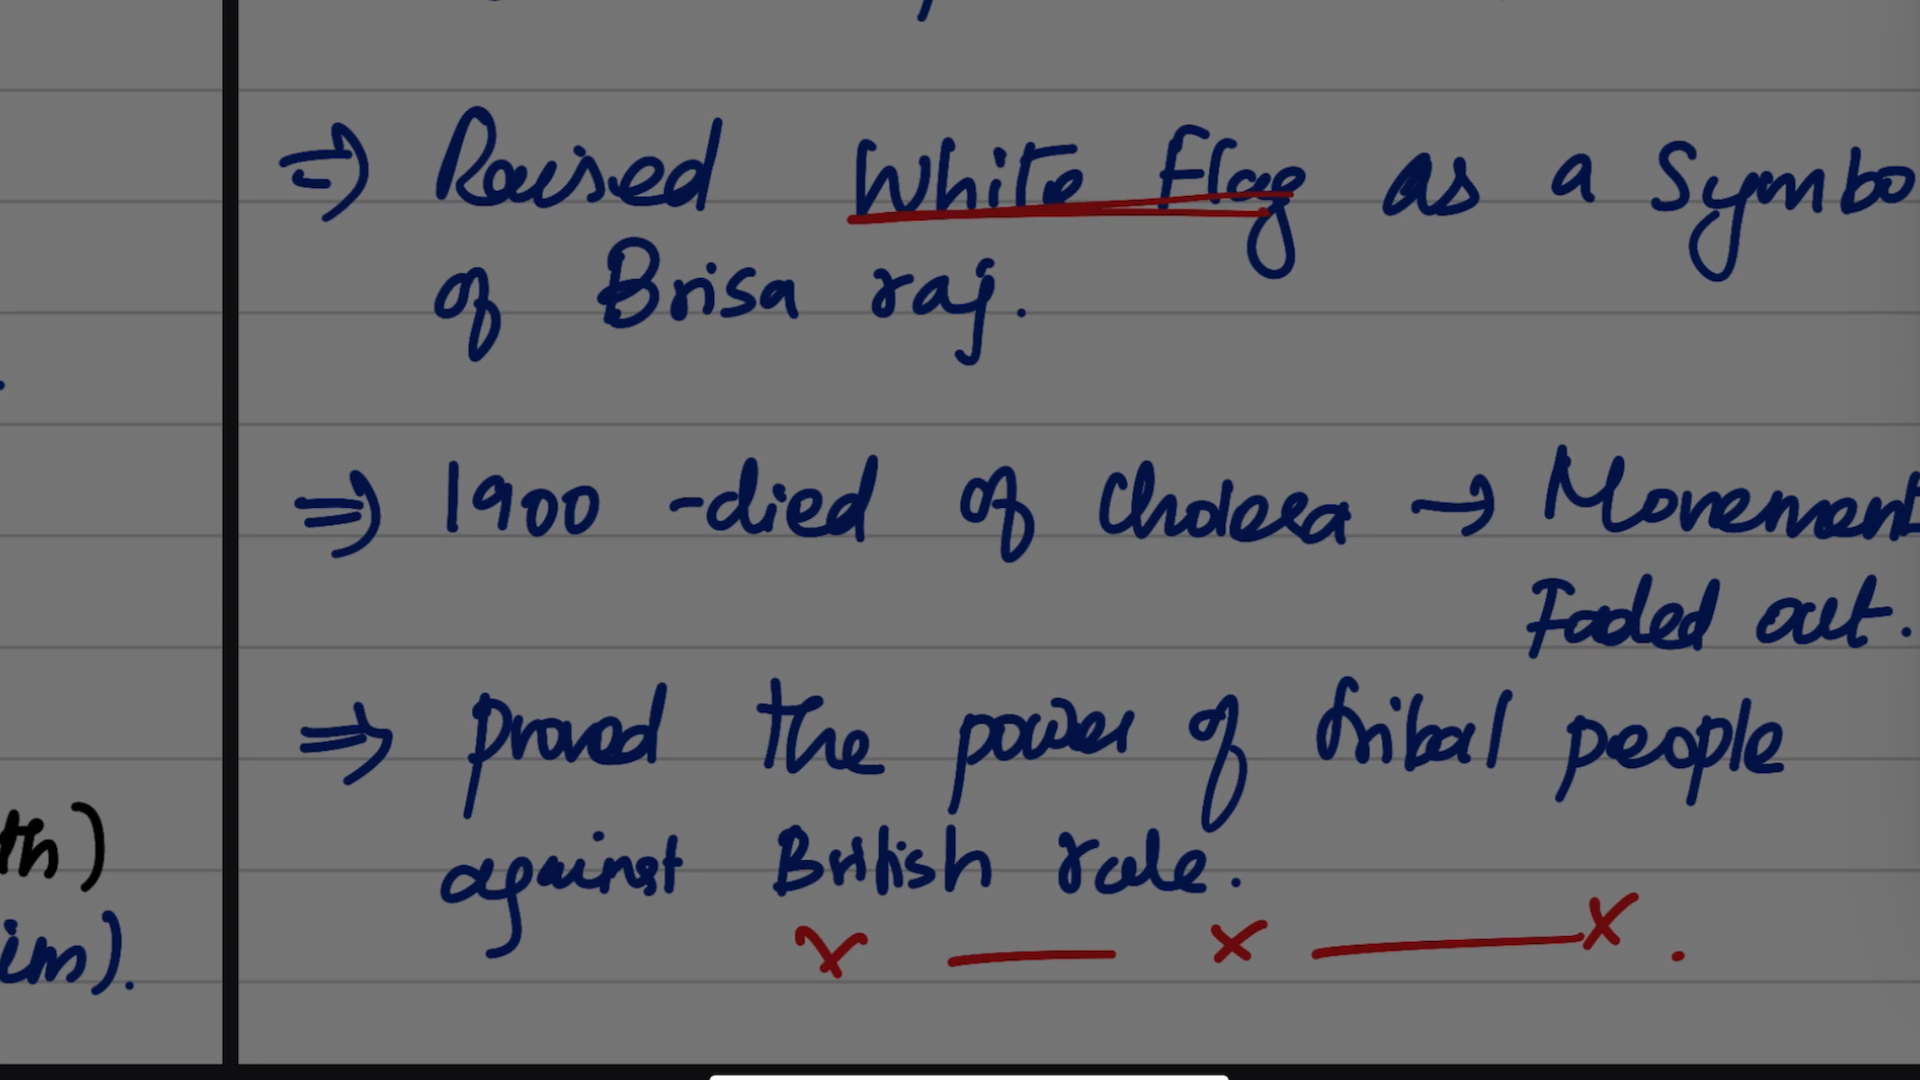 th)
im).
⇒ Raised White Flag as a Symbo
of Brisa raj.
⇒ 1900 -died of Cholera → Movement
Faded out.
⇒ proved the power of tribal people
against British rule.
x — x — x .